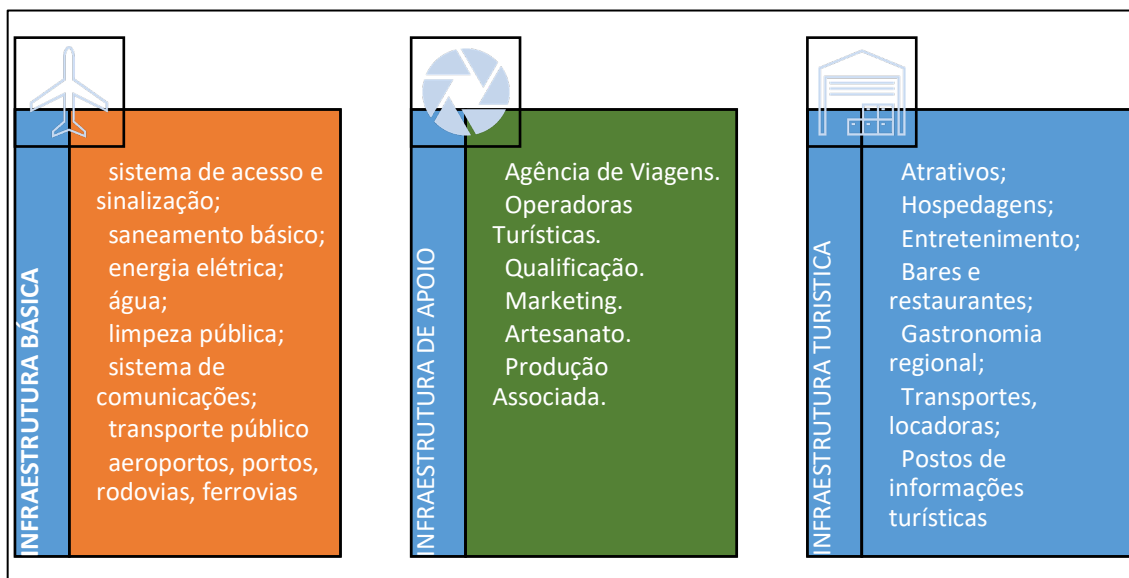 INFRAESTRUTURA BÁSICA
sistema de acesso e
sinalização;
saneamento básico;
energia elétrica;
água;
limpeza pública;
sistema de
comunicações;
transporte público
aeroportos, portos,
rodovias, ferrovias
INFRAESTRUTURA DE APOIO
Agência de Viagens.
Operadoras
Turísticas.
Qualificação.
Marketing.
Artesanato.
Produção
Associada.
INFRAESTRUTURA TURISTICA
Atrativos;
Hospedagens;
Entretenimento;
Bares e
restaurantes;
Gastronomia
regional;
Transportes,
locadoras;
Postos de
informações
turísticas